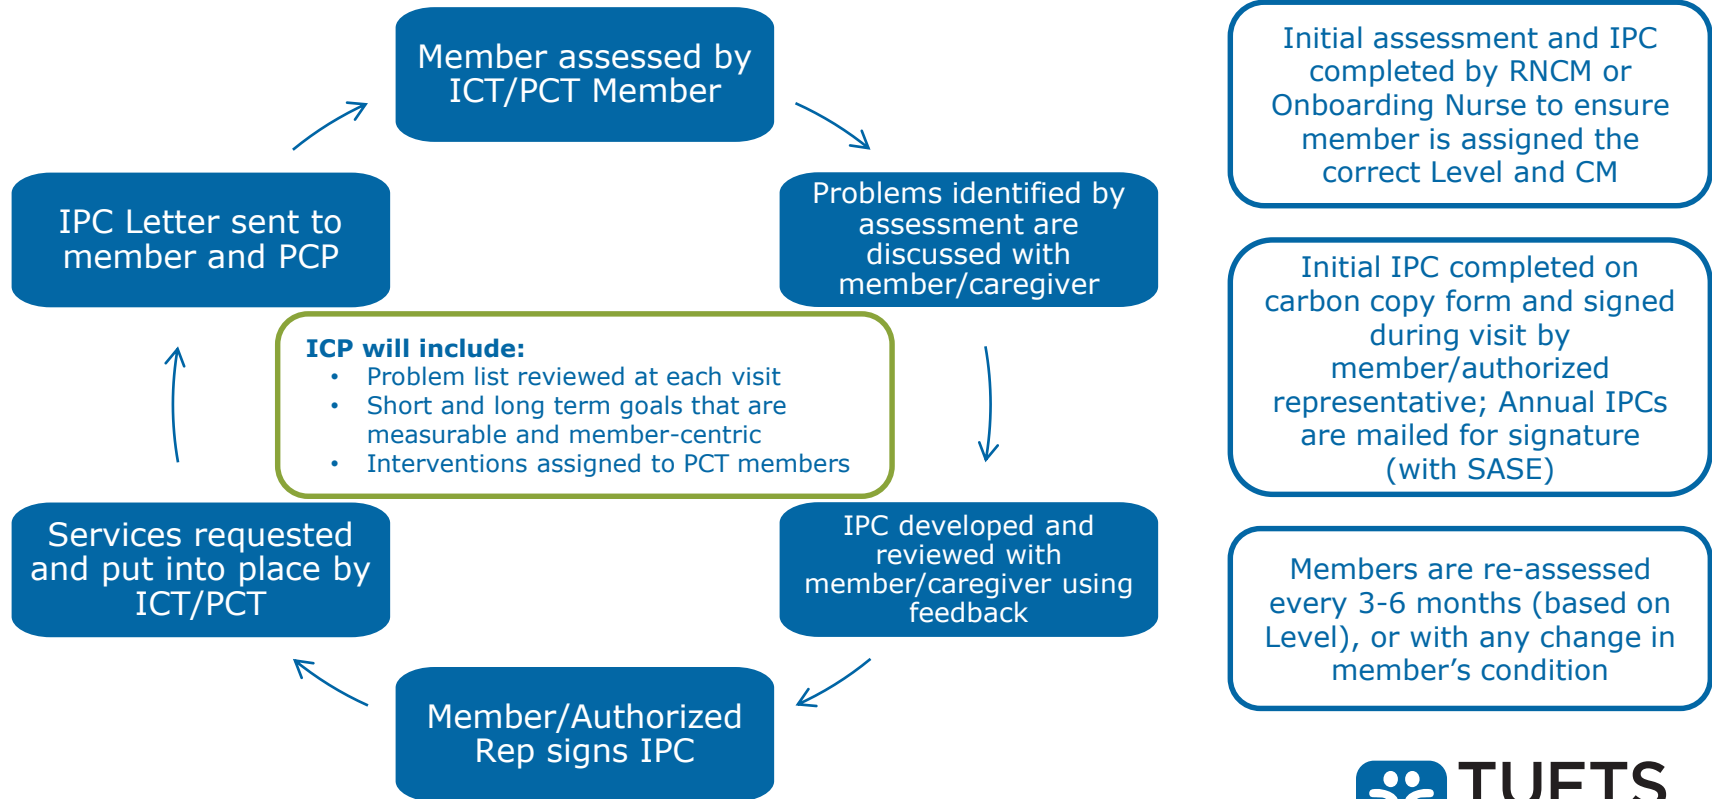 Member assessed by
ICT/PCT Member
Problems identified by
assessment are
discussed with
member/caregiver
IPC developed and
reviewed with
member/caregiver using
feedback
Member/Authorized
Rep signs IPC
Services requested
and put into place by
ICT/PCT
IPC Letter sent to
member and PCP
ICP will include:
• Problem list reviewed at each visit
• Short and long term goals that are
measurable and member-centric
• Interventions assigned to PCT members
Initial assessment and IPC
completed by RNCM or
Onboarding Nurse to ensure
member is assigned the
correct Level and CM
Initial IPC completed on
carbon copy form and signed
during visit by
member/authorized
representative; Annual IPCs
are mailed for signature
(with SASE)
Members are re-assessed
every 3-6 months (based on
Level), or with any change in
member’s condition
TUFTS